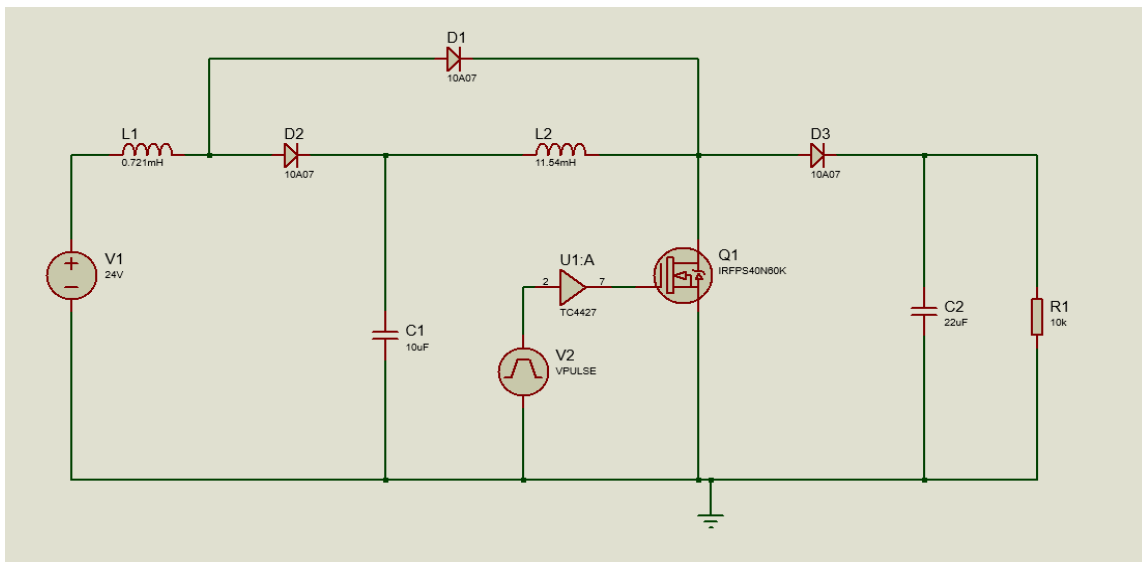 D1
10A07
L1
0.721mH
D2
10A07
L2
11.54mH
D3
10A07
V1
24V
+
−
U1:A
2
7
TC4427
Q1
IRFPS40N60K
C1
10uF
V2
VPULSE
C2
22uF
R1
10k